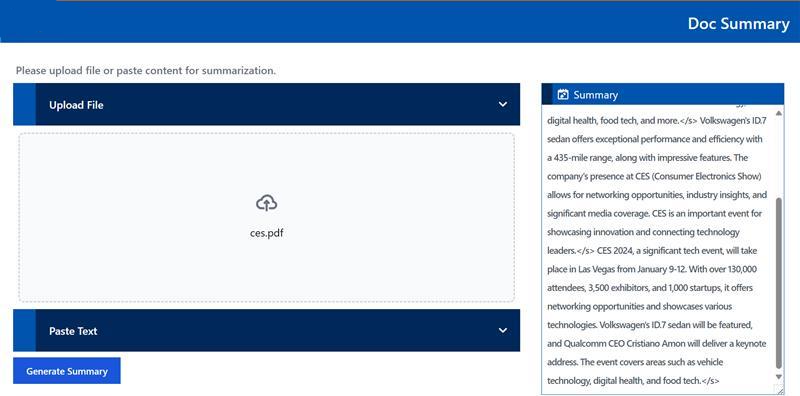 Doc Summary
Please upload file or paste content for summarization.
Upload File
ces.pdf
Paste Text
Generate Summary
Summary
digital health, food tech, and more.</s> Volkswagen's ID.7
sedan offers exceptional performance and efficiency with
a 435-mile range, along with impressive features. The
company's presence at CES (Consumer Electronics Show)
allows for networking opportunities, industry insights, and
significant media coverage. CES is an important event for
showcasing innovation and connecting technology
leaders.</s> CES 2024, a significant tech event, will take
place in Las Vegas from January 9-12. With over 130,000
attendees, 3,500 exhibitors, and 1,000 startups, it offers
networking opportunities and showcases various
technologies. Volkswagen's ID.7 sedan will be featured,
and Qualcomm CEO Cristiano Amon will deliver a keynote
address. The event covers areas such as vehicle
technology, digital health, and food tech.</s>